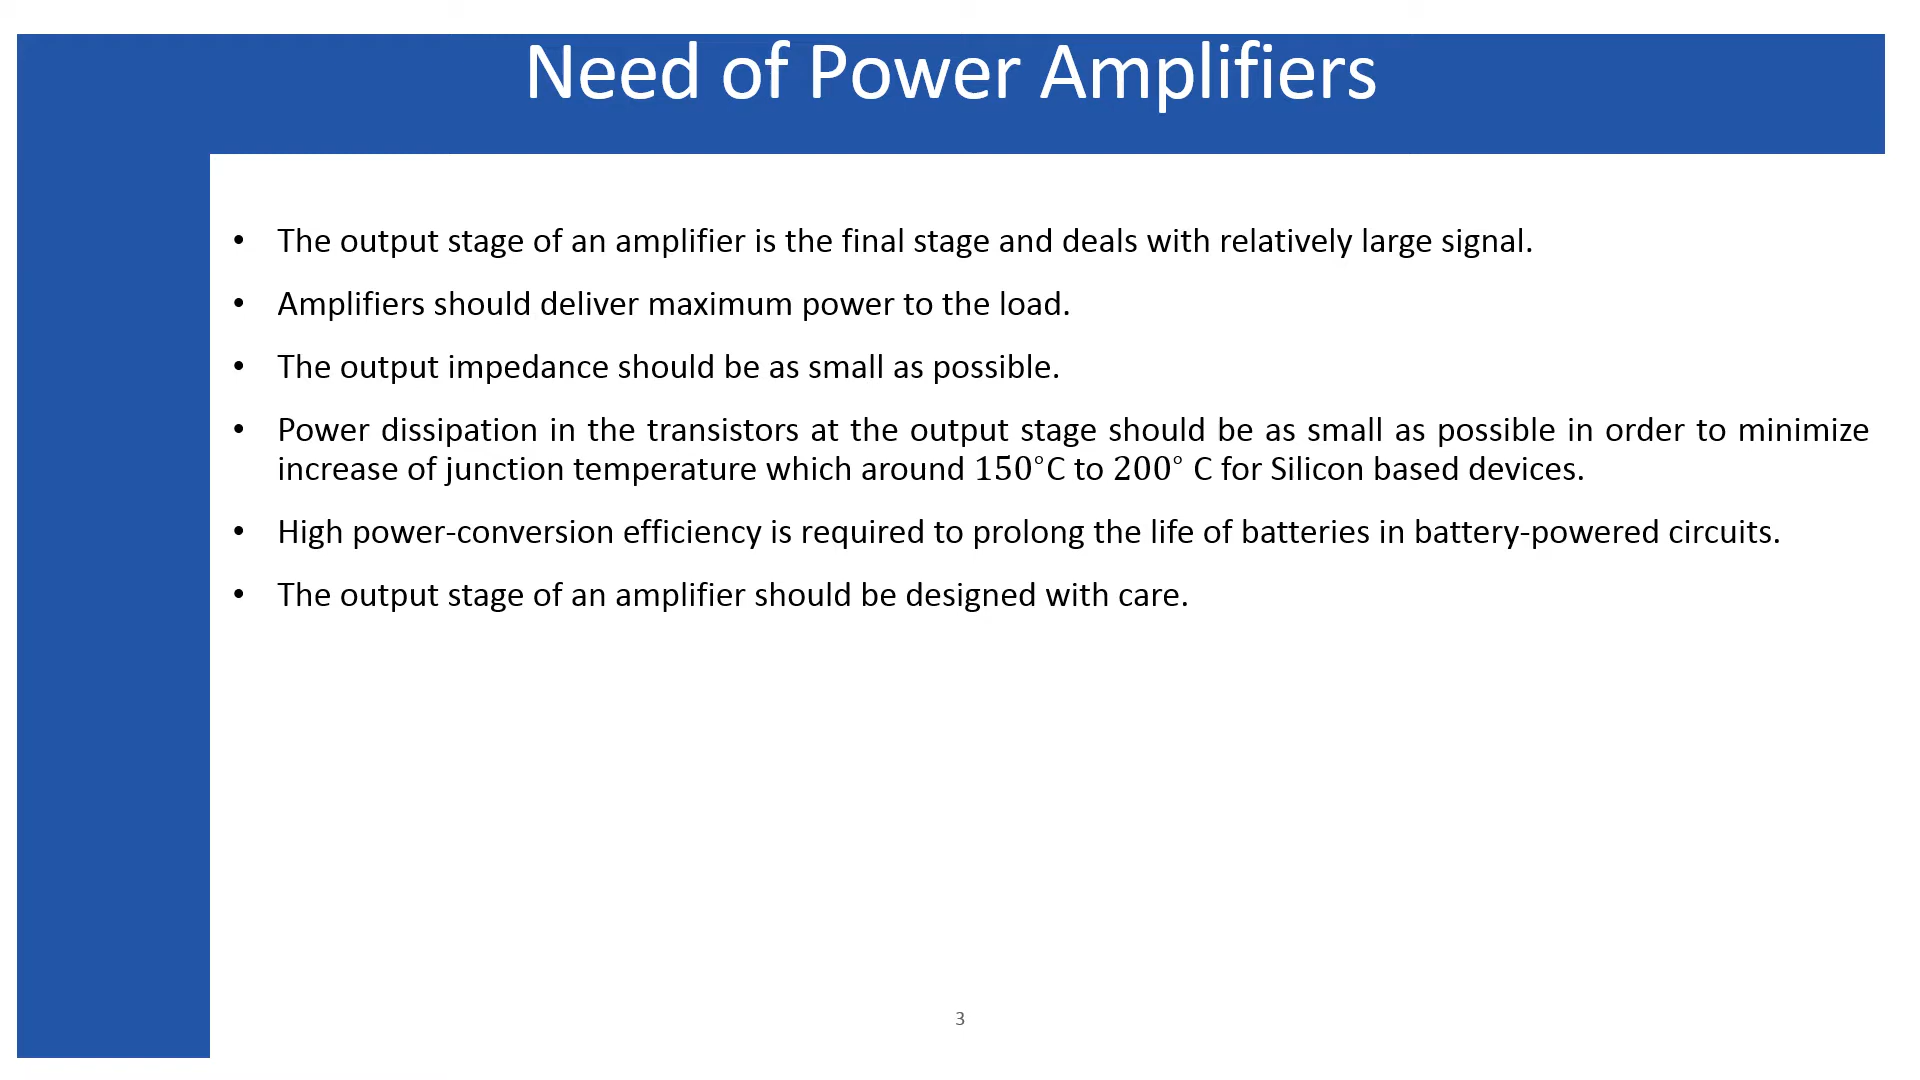 Need of Power Amplifiers
• The output stage of an amplifier is the final stage and deals with relatively large signal.
• Amplifiers should deliver maximum power to the load.
• The output impedance should be as small as possible.
• Power dissipation in the transistors at the output stage should be as small as possible in order to minimize
increase of junction temperature which around 150°C to 200° C for Silicon based devices.
• High power-conversion efficiency is required to prolong the life of batteries in battery-powered circuits.
• The output stage of an amplifier should be designed with care.
3